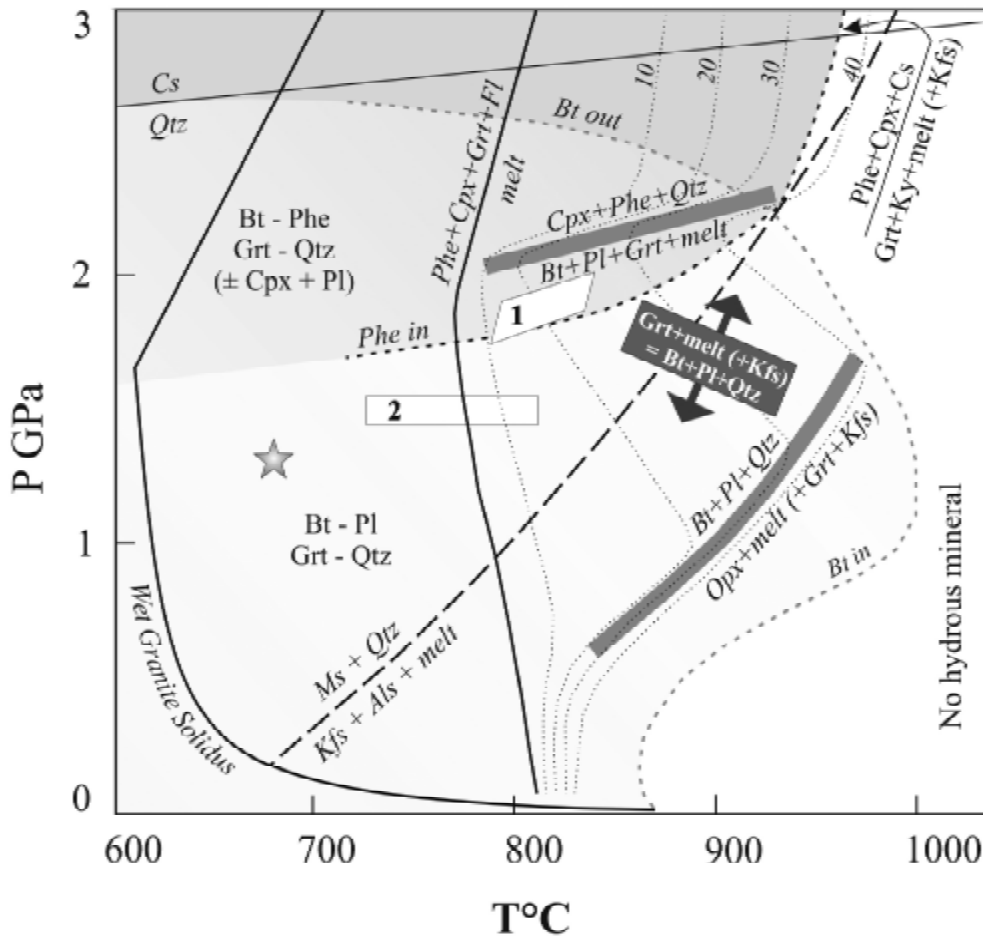 3
2
1
0
P GPa
600
700
800
900
1000
T°C
Cs
Qtz
Bt out
10
20
30
40
Phe+Cpx+Grt+Fl
melt
Phe+Cpx+Cs
Grt+Ky+melt (+Kfs)
Bt - Phe
Grt - Qtz
(± Cpx + Pl)
Cpx+Phe+Qtz
Bt+Pl+Grt+melt
1
Phe in
Grt+melt (+Kfs)
= Bt+Pl+Qtz
2
Bt - Pl
Grt - Qtz
Bt+Pl+Qtz
Opx+melt (+Grt+Kfs)
Bt in
No hydrous mineral
Wet Granite Solidus
Ms + Qtz
Kfs + Als + melt